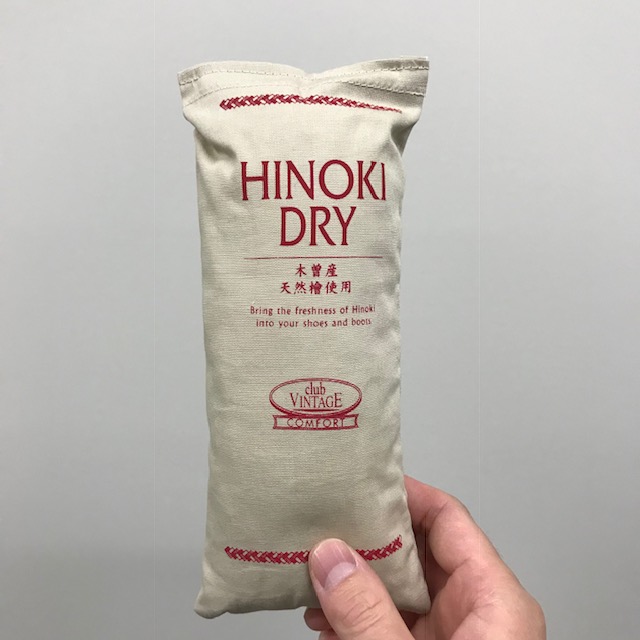 HINOKI
DRY
木曽産
天然檜使用
Bring the freshness of Hinoki
into your shoes and boots
club
VINTAGE
COMFORT